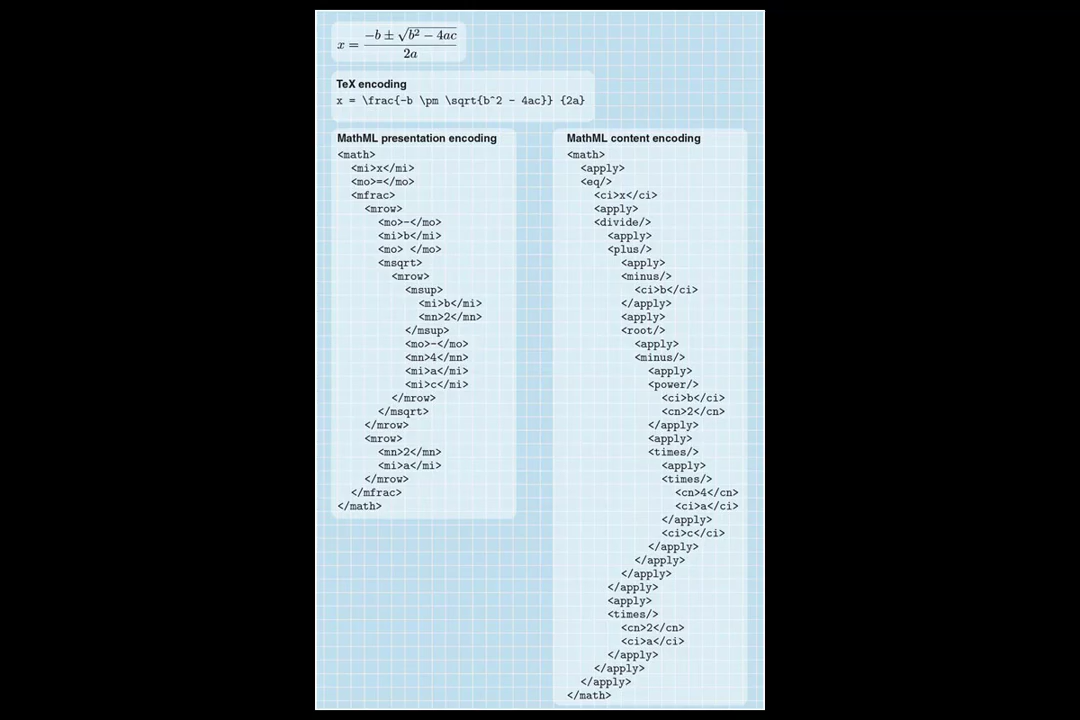 x = \frac{-b \pm \sqrt{b^2 - 4ac}}{2a}
TeX encoding
x = \frac{-b \pm \sqrt{b^2 - 4ac}} {2a}
MathML presentation encoding
<math>
<mi>x</mi>
<mo>=</mo>
<mfrac>
<mrow>
<mo>-</mo>
<mi>b</mi>
<mo> </mo>
<msqrt>
<mrow>
<msup>
<mi>b</mi>
<mn>2</mn>
</msup>
<mo>-</mo>
<mn>4</mn>
<mi>a</mi>
<mi>c</mi>
</mrow>
</msqrt>
</mrow>
<mrow>
<mn>2</mn>
<mi>a</mi>
</mrow>
</mfrac>
</math>
MathML content encoding
<math>
<apply>
<eq/>
<ci>x</ci>
<apply>
<divide/>
<apply>
<plus/>
<apply>
<minus/>
<ci>b</ci>
</apply>
<apply>
<root/>
<apply>
<minus/>
<apply>
<power/>
<ci>b</ci>
<cn>2</cn>
</apply>
<apply>
<times/>
<apply>
<times/>
<cn>4</cn>
<ci>a</ci>
</apply>
<ci>c</ci>
</apply>
</apply>
</apply>
</apply>
<apply>
<times/>
<cn>2</cn>
<ci>a</ci>
</apply>
</apply>
</apply>
</math>